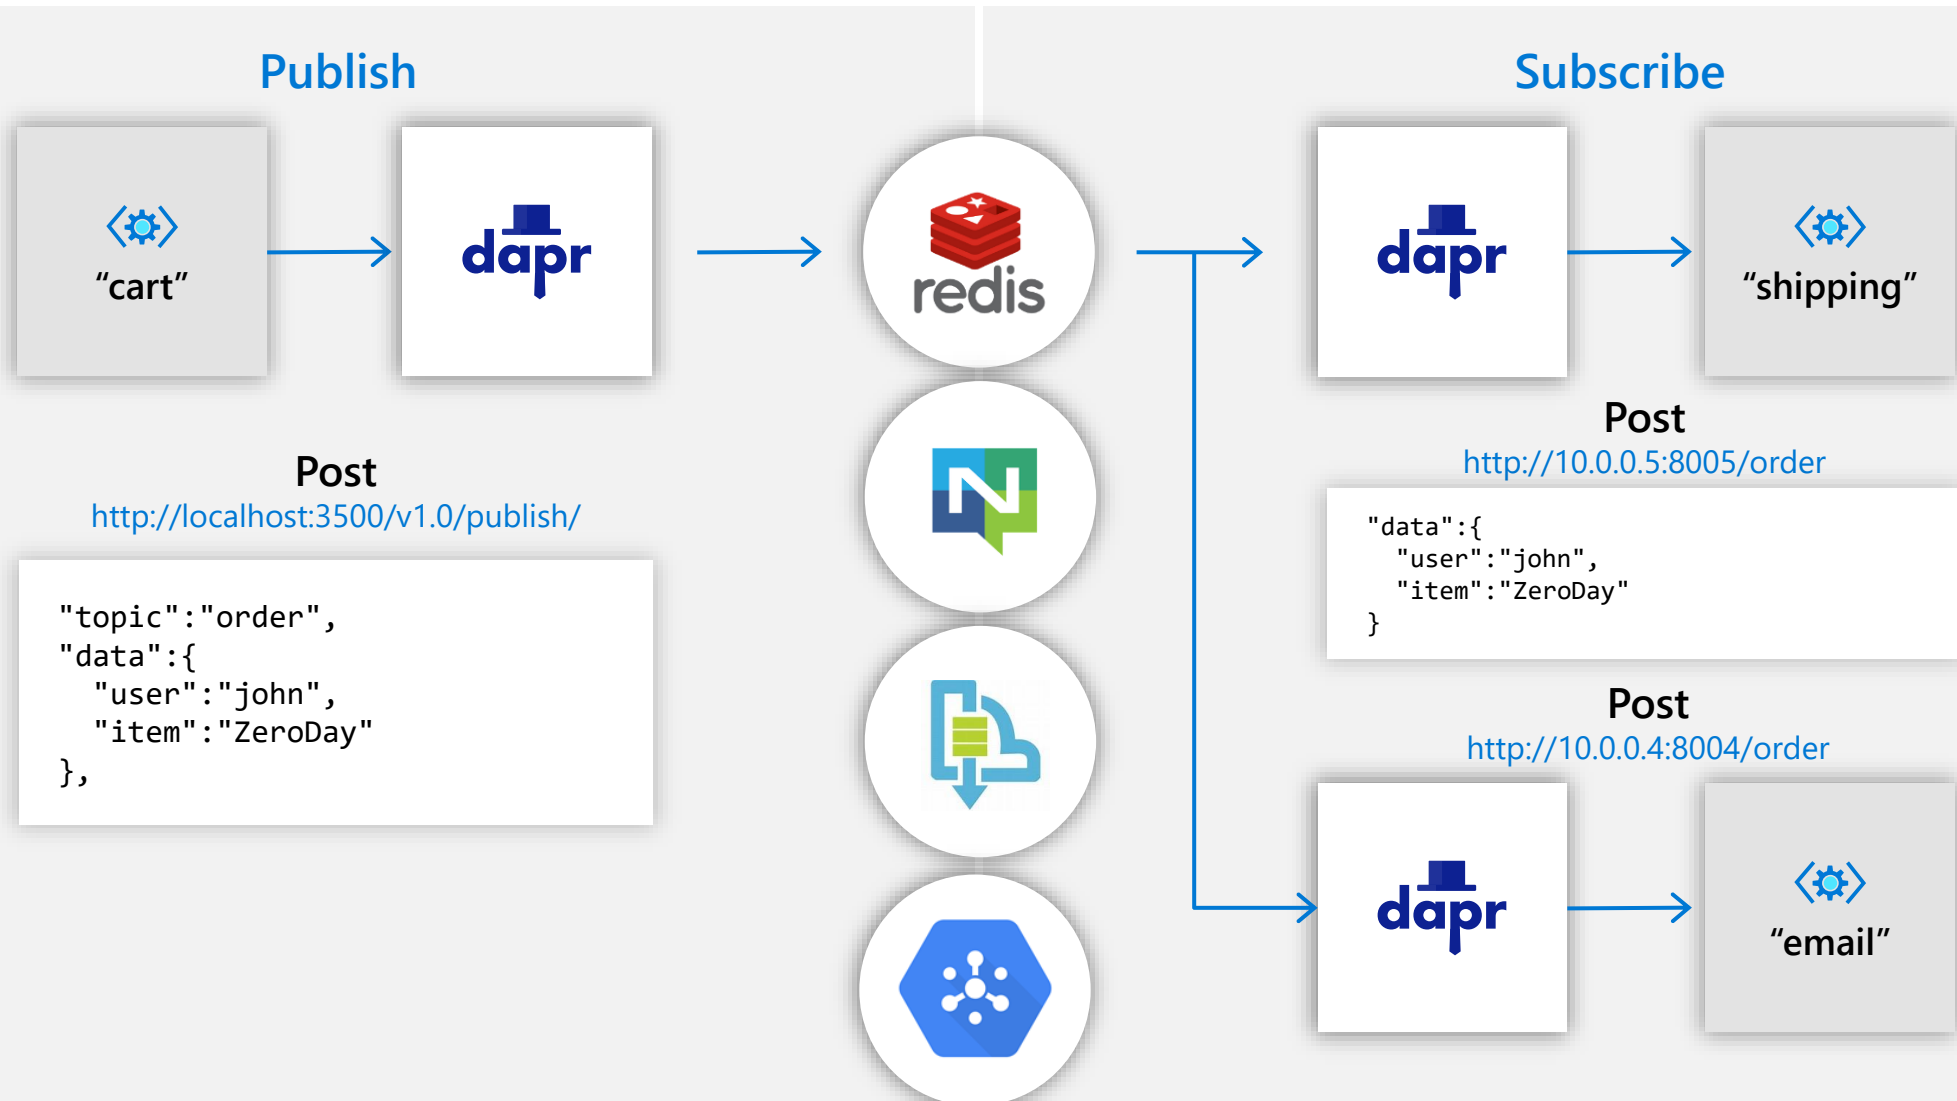 Publish
Subscribe
“cart”
dapr
redis
dapr
“shipping”
Post
http://localhost:3500/v1.0/publish/
"topic":"order",
"data":{
  "user":"john",
  "item":"ZeroDay"
},
N
Post
http://10.0.0.5:8005/order
"data":{
  "user":"john",
  "item":"ZeroDay"
}
Post
http://10.0.0.4:8004/order
dapr
“email”